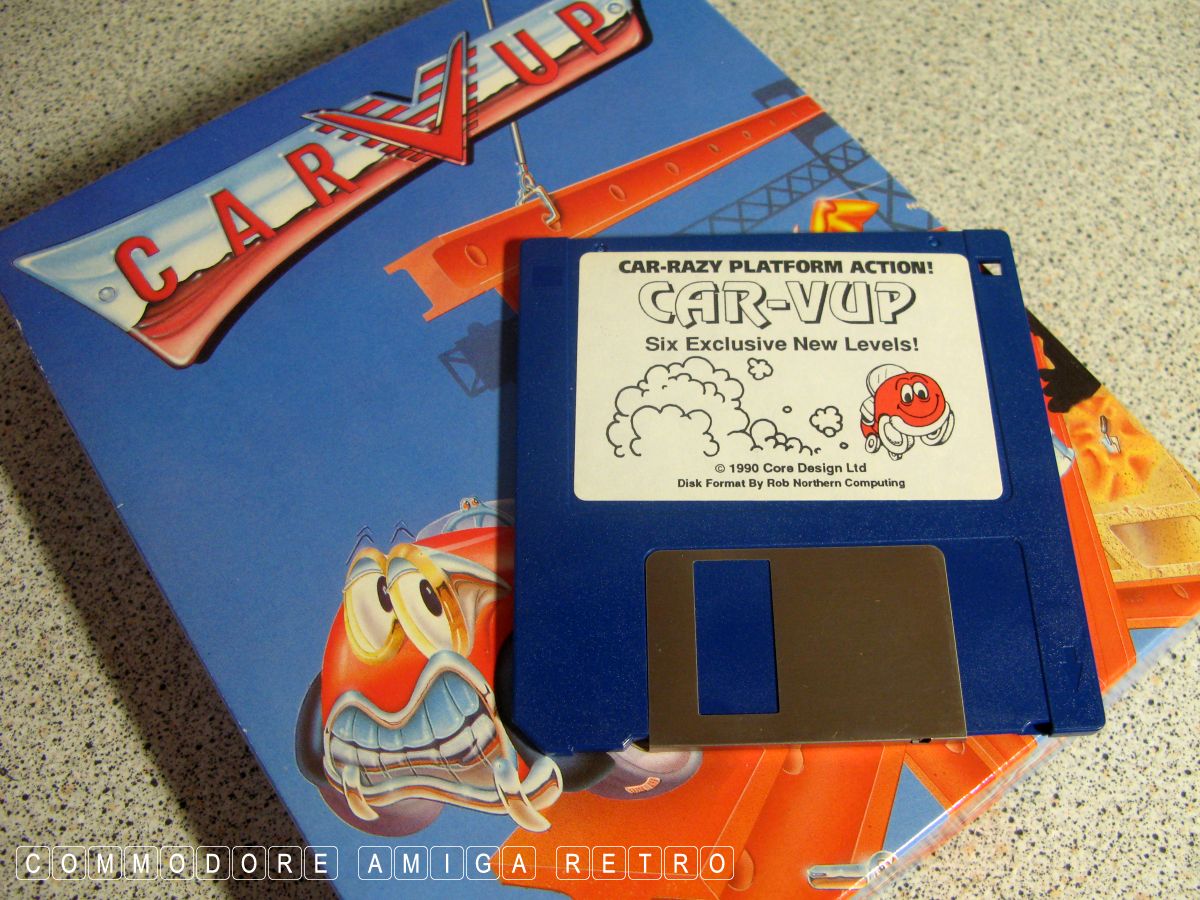 CAR VUP
CAR-RAZY PLATFORM ACTION!
CAR-VUP
Six Exclusive New Levels!
© 1990 Core Design Ltd
Disk Format By Rob Northern Computing
COMMODORE AMIGA RETRO